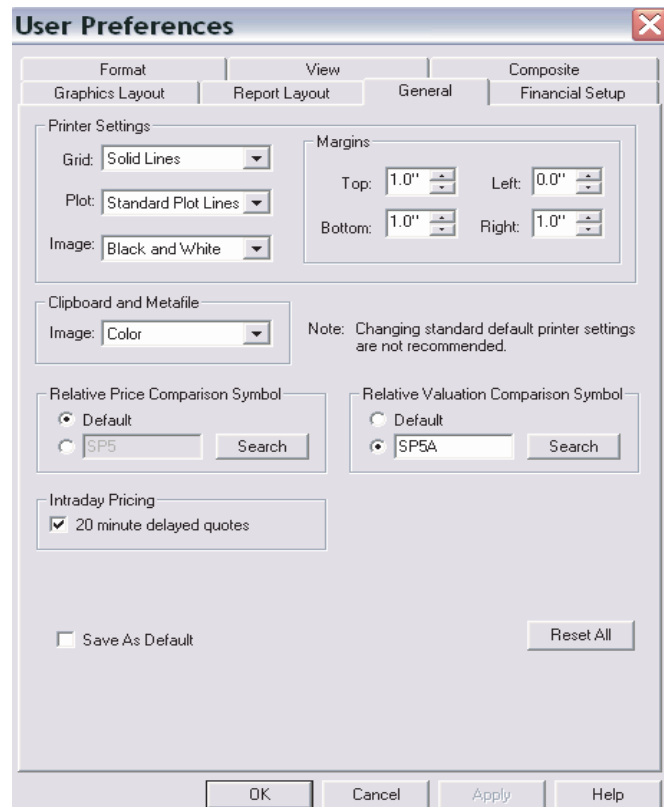 User Preferences
Format View Composite
Graphics Layout Report Layout General Financial Setup
Printer Settings
Grid: Solid Lines
Plot: Standard Plot Lines
Image: Black and White
Margins
Top: 1.0" Left: 0.0"
Bottom: 1.0" Right: 1.0"
Clipboard and Metafile
Image: Color
Note: Changing standard default printer settings
are not recommended.
Relative Price Comparison Symbol
Default
SP5 Search
Relative Valuation Comparison Symbol
Default
SP5A Search
Intraday Pricing
20 minute delayed quotes
Save As Default
Reset All
OK Cancel Apply Help